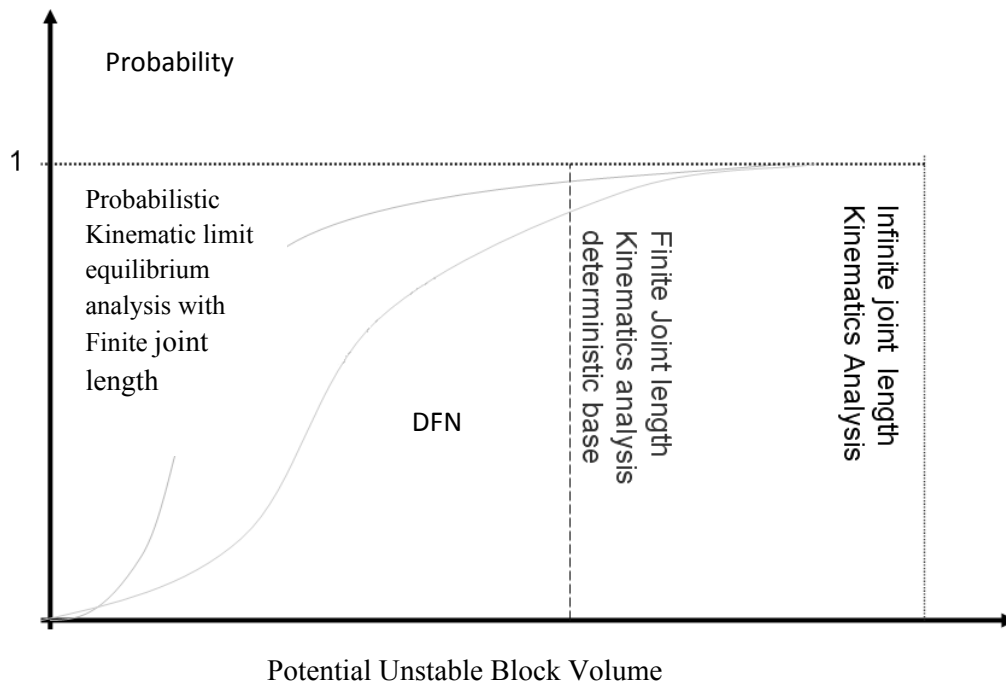 Probability
1
Probabilistic
Kinematic limit
equilibrium
analysis with
Finite joint
length
DFN
Finite Joint length
Kinematics analysis
deterministic base
Infinite joint length
Kinematics Analysis
Potential Unstable Block Volume